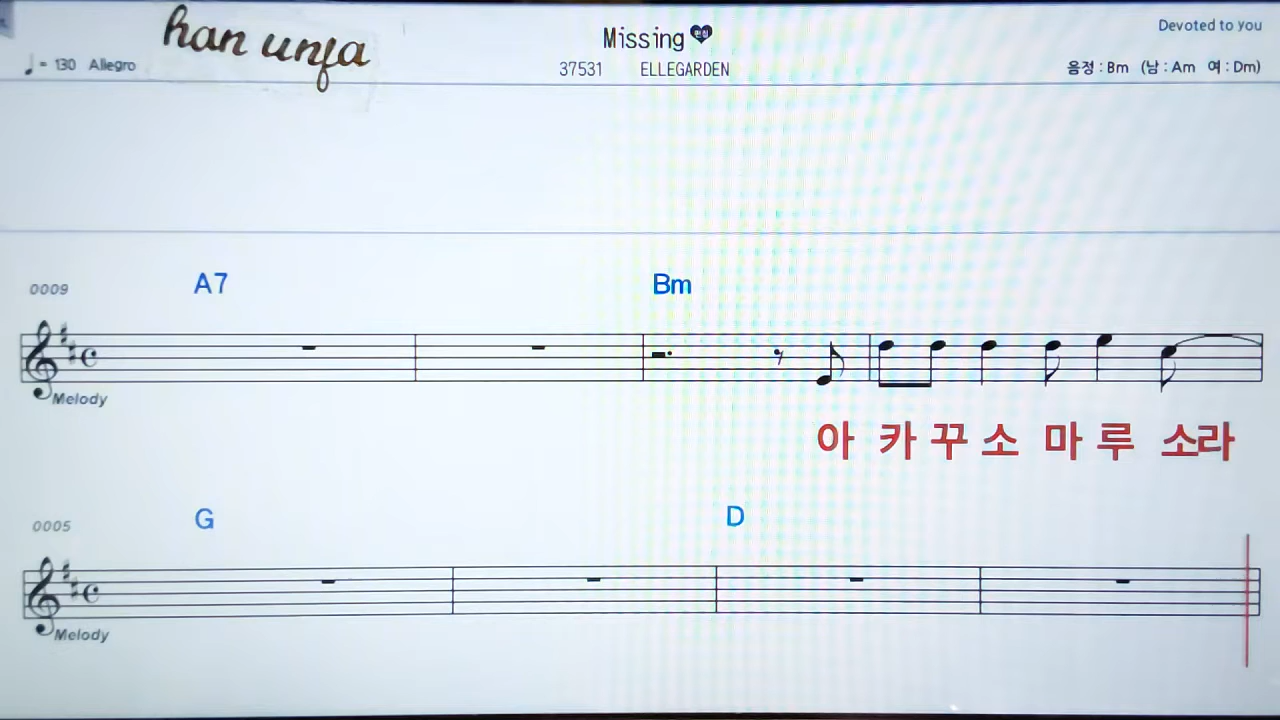 han unfa
Missing
Devoted to you
= 130 Allegro
37531 ELLEGARDEN
음정 : Bm (남 : Am 여 : Dm)
0009 A7 Bm
Melody
아 카 꾸 소 마 루 소라
0005 G D
Melody